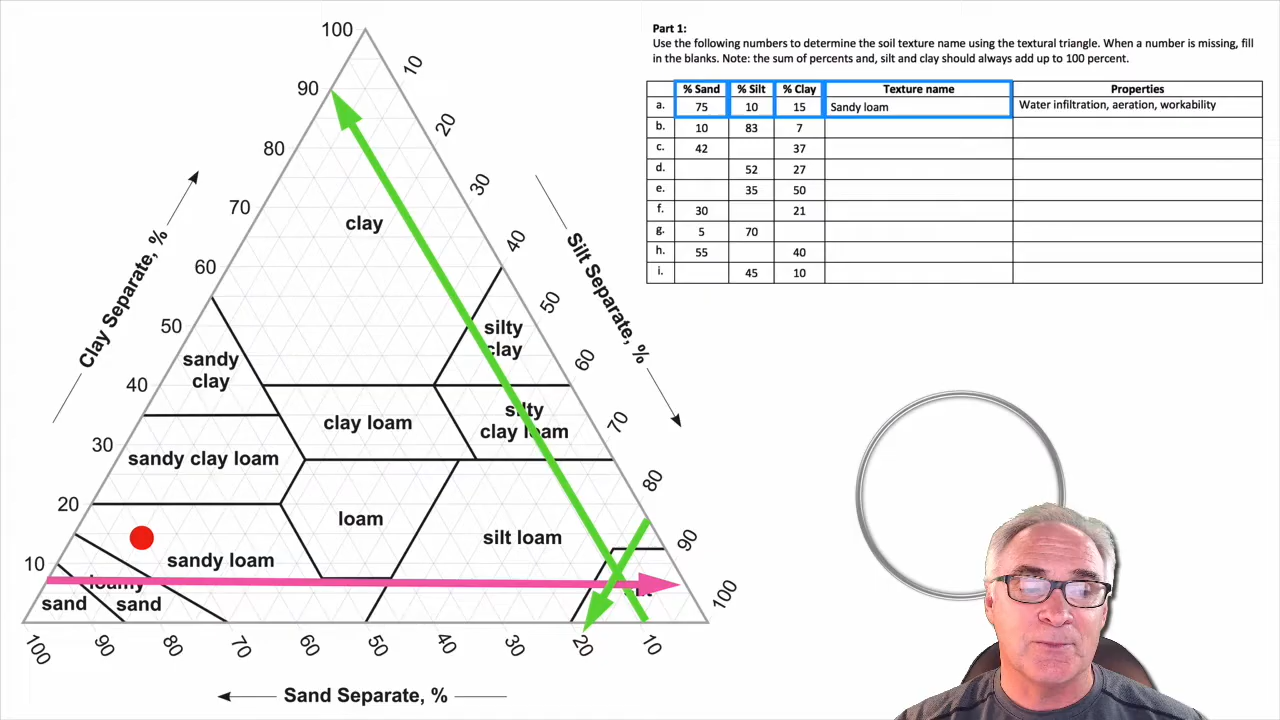 Part 1:
Use the following numbers to determine the soil texture name using the textural triangle. When a number is missing, fill
in the blanks. Note: the sum of percents and, silt and clay should always add up to 100 percent.
% Sand % Silt % Clay Texture name Properties
a. 75 10 15 Sandy loam Water infiltration, aeration, workability
b. 10 83 7
c. 42 37
d. 52 27
e. 35 50
f. 30 21
g. 5 70
h. 55 40
i. 45 10
100
90
80
70
60
50
40
30
20
10
Clay Separate, %
10
20
30
40
50
60
70
80
90
100
Silt Separate, %
clay
silty
clay
sandy
clay
clay loam
silty
clay loam
sandy clay loam
loam
silt loam
sandy loam
loamy
sand
sand
100 90 80 70 60 50 40 30 20 10
Sand Separate, %